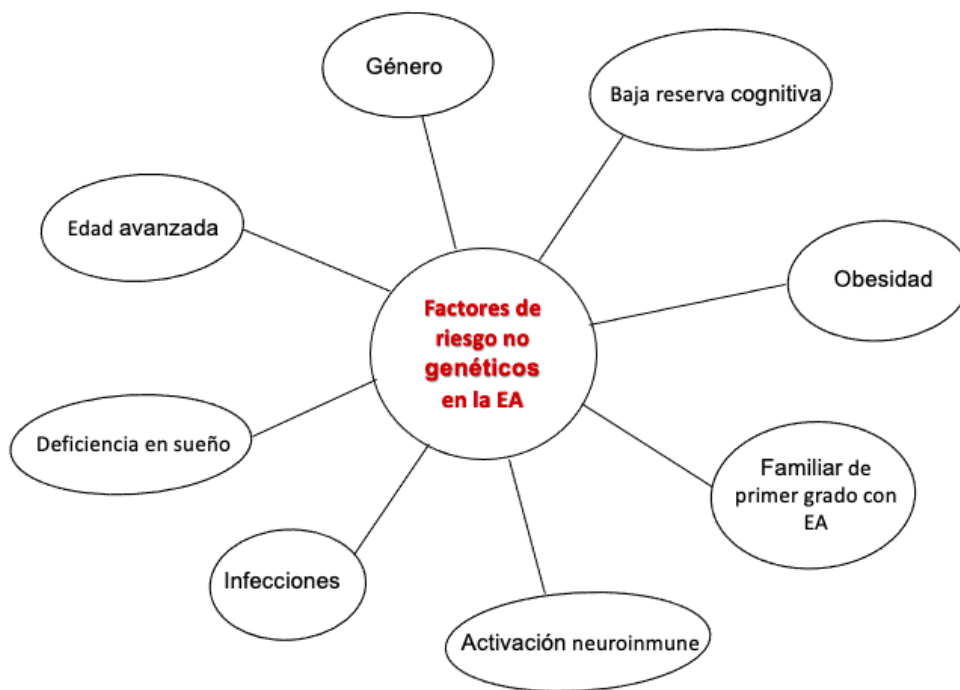 Género
Baja reserva cognitiva
Edad avanzada
Obesidad
Factores de
riesgo no
genéticos
en la EA
Deficiencia en sueño
Familiar de
primer grado con
EA
Infecciones
Activación neuroinmune